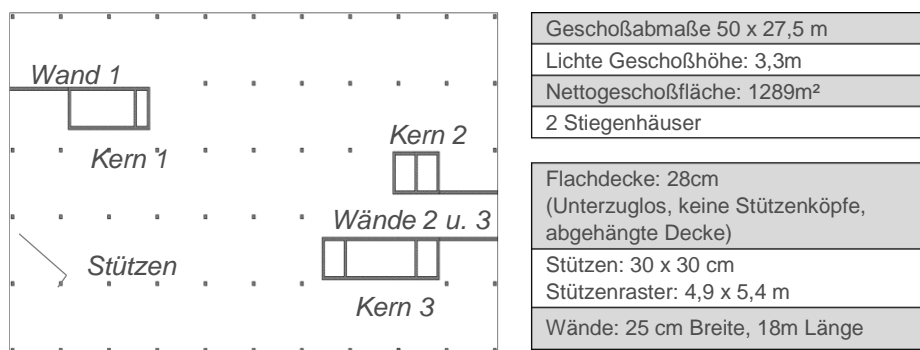 Wand 1
Kern 1
Kern 2
Wände 2 u. 3
Stützen
Kern 3
Geschoßabmaße 50 x 27,5 m
Lichte Geschoßhöhe: 3,3m
Nettogeschoßfläche: 1289m²
2 Stiegenhäuser
Flachdecke: 28cm
(Unterzuglos, keine Stützenköpfe,
abgehängte Decke)
Stützen: 30 x 30 cm
Stützenraster: 4,9 x 5,4 m
Wände: 25 cm Breite, 18m Länge